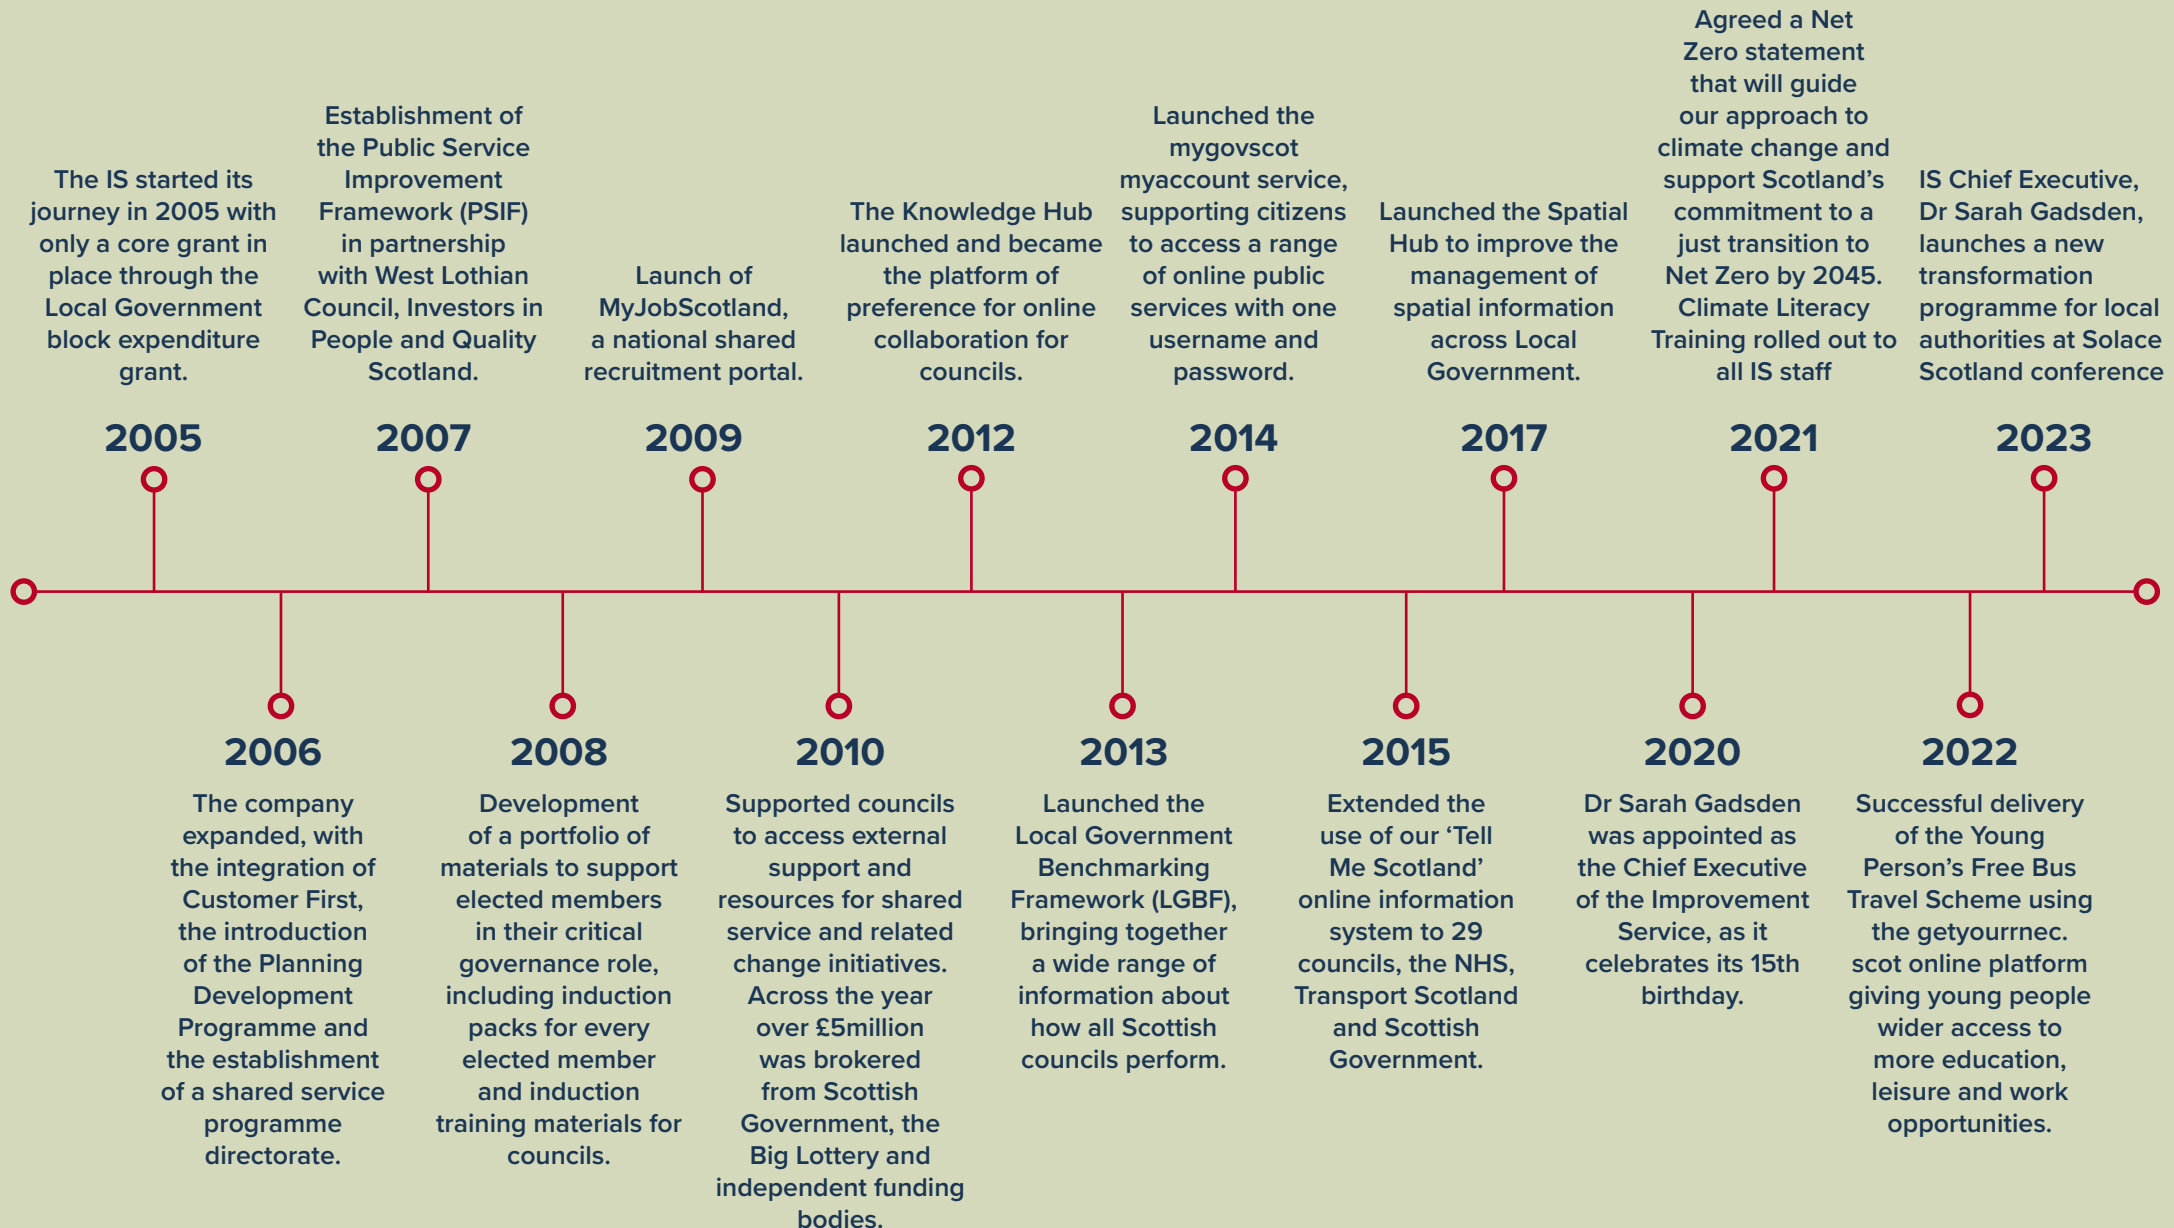 The IS started its
journey in 2005 with
only a core grant in
place through the
Local Government
block expenditure
grant.
2005
Establishment of
the Public Service
Improvement
Framework (PSIF)
in partnership
with West Lothian
Council, Investors in
People and Quality
Scotland.
2007
Launch of
MyJobScotland,
a national shared
recruitment portal.
2009
The Knowledge Hub
launched and became
the platform of
preference for online
collaboration for
councils.
2012
Launched the
mygovscot
myaccount service,
supporting citizens
to access a range
of online public
services with one
username and
password.
2014
Launched the Spatial
Hub to improve the
management of
spatial information
across Local
Government.
2017
Agreed a Net
Zero statement
that will guide
our approach to
climate change and
support Scotland’s
commitment to a
just transition to
Net Zero by 2045.
Climate Literacy
Training rolled out to
all IS staff
2021
IS Chief Executive,
Dr Sarah Gadsden,
launches a new
transformation
programme for local
authorities at Solace
Scotland conference
2023
2006
The company
expanded, with
the integration of
Customer First,
the introduction
of the Planning
Development
Programme and
the establishment
of a shared service
programme
directorate.
2008
Development
of a portfolio of
materials to support
elected members
in their critical
governance role,
including induction
packs for every
elected member
and induction
training materials for
councils.
2010
Supported councils
to access external
support and
resources for shared
service and related
change initiatives.
Across the year
over £5million
was brokered
from Scottish
Government, the
Big Lottery and
independent funding
bodies.
2013
Launched the
Local Government
Benchmarking
Framework (LGBF),
bringing together
a wide range of
information about
how all Scottish
councils perform.
2015
Extended the
use of our ‘Tell
Me Scotland’
online information
system to 29
councils, the NHS,
Transport Scotland
and Scottish
Government.
2020
Dr Sarah Gadsden
was appointed as
the Chief Executive
of the Improvement
Service, as it
celebrates its 15th
birthday.
2022
Successful delivery
of the Young
Person’s Free Bus
Travel Scheme using
the getyourrnec.
scot online platform
giving young people
wider access to
more education,
leisure and work
opportunities.